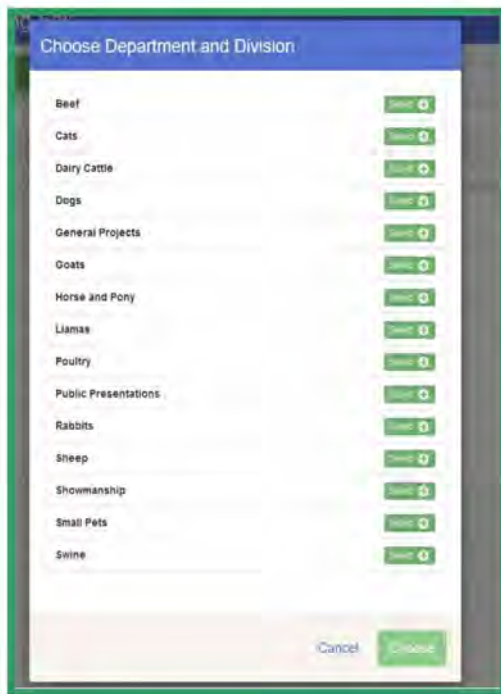 Choose Department and Division
Beef Select
Cats Select
Dairy Cattle Select
Dogs Select
General Projects Select
Goats Select
Horse and Pony Select
Llamas Select
Poultry Select
Public Presentations Select
Rabbits Select
Sheep Select
Showmanship Select
Small Pets Select
Swine Select
Cancel Choose